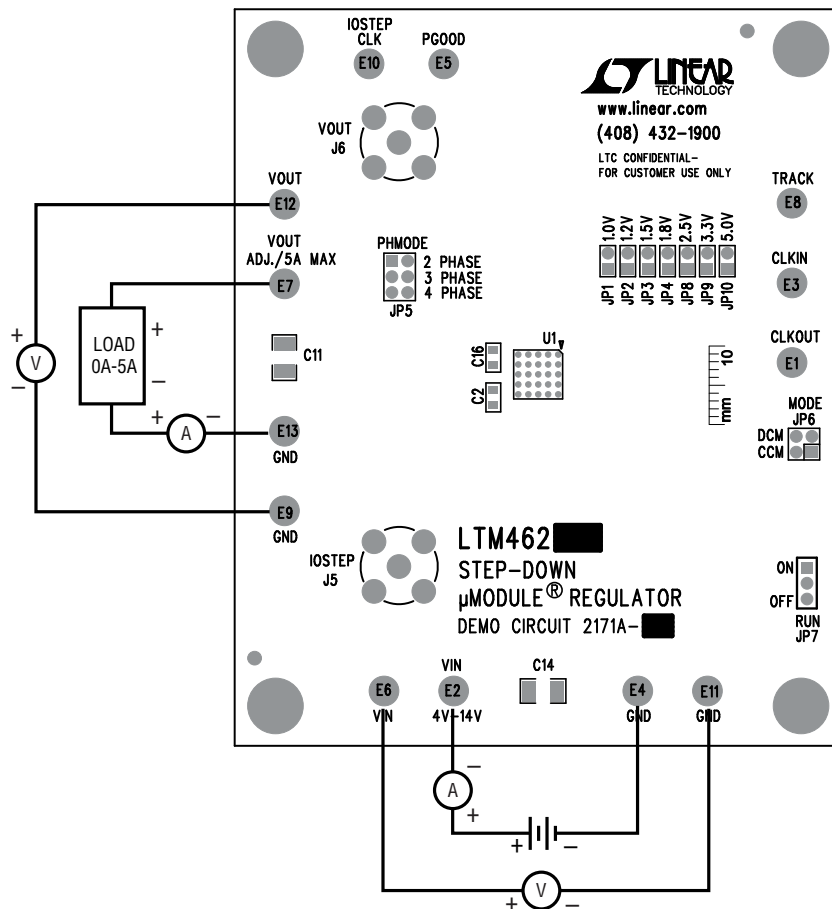 IOSTEP
CLK
PGOOD
E10
E5
LINEAR
TECHNOLOGY
www.linear.com
(408) 432-1900
LTC CONFIDENTIAL-
FOR CUSTOMER USE ONLY
VOUT
J6
VOUT
E12
TRACK
E8
VOUT
ADJ./5A MAX
E7
PHMODE
2 PHASE
3 PHASE
4 PHASE
JP5
1.0V
1.2V
1.5V
1.8V
2.5V
3.3V
5.0V
JP1
JP2
JP3
JP4
JP8
JP9
JP10
CLKIN
E3
+
V
−
LOAD
0A-5A
+
−
C11
C16
C2
U1
10
mm
CLKOUT
E1
MODE
JP6
DCM
CCM
+
A
−
E13
GND
E9
GND
IOSTEP
J5
LTM462
STEP-DOWN
µMODULE® REGULATOR
DEMO CIRCUIT 2171A-
ON
OFF
RUN
JP7
VIN
C14
E6
E2
E4
E11
VIN
4V-14V
GND
GND
−
A
+
+
−
+
V
−